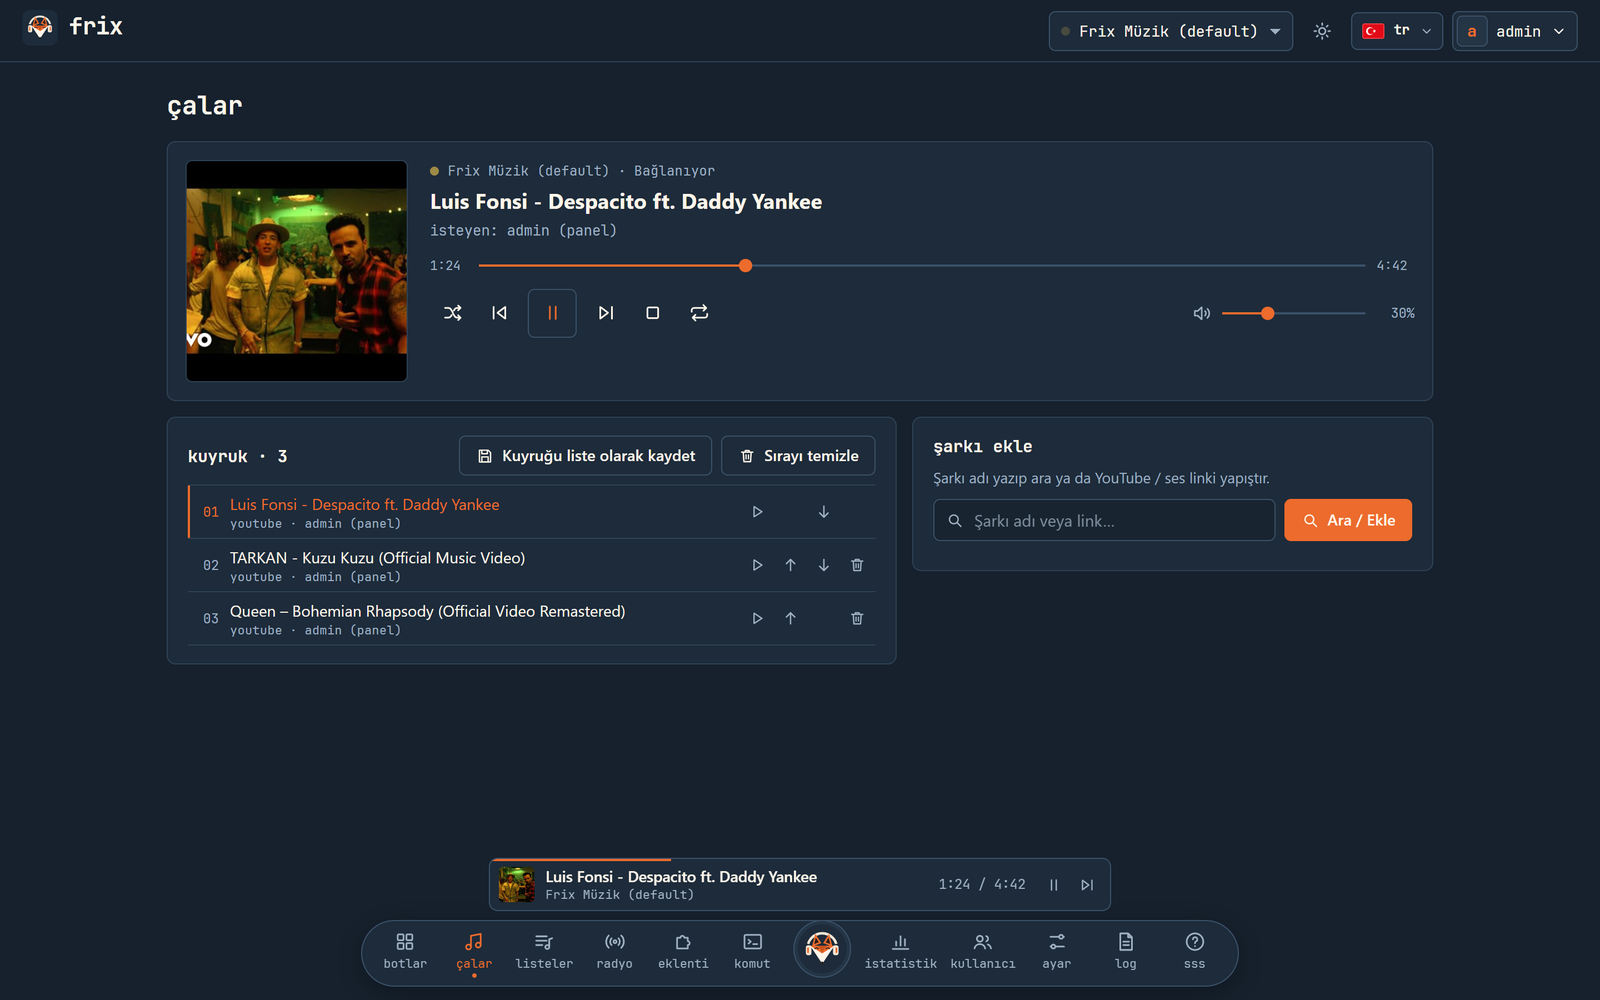 frix
Frix Müzik (default)
tr
a admin
çalar
Frix Müzik (default) · Bağlanıyor
Luis Fonsi - Despacito ft. Daddy Yankee
isteyen: admin (panel)
1:24
4:42
30%
vo
kuyruk · 3
Kuyruğu liste olarak kaydet
Sırayı temizle
01 Luis Fonsi - Despacito ft. Daddy Yankee
youtube · admin (panel)
02 TARKAN - Kuzu Kuzu (Official Music Video)
youtube · admin (panel)
03 Queen – Bohemian Rhapsody (Official Video Remastered)
youtube · admin (panel)
şarkı ekle
Şarkı adı yazıp ara ya da YouTube / ses linki yapıştır.
Şarkı adı veya link...
Ara / Ekle
Luis Fonsi - Despacito ft. Daddy Yankee
Frix Müzik (default)
1:24 / 4:42
botlar
çalar
listeler
radyo
eklenti
komut
istatistik
kullanıcı
ayar
log
sss